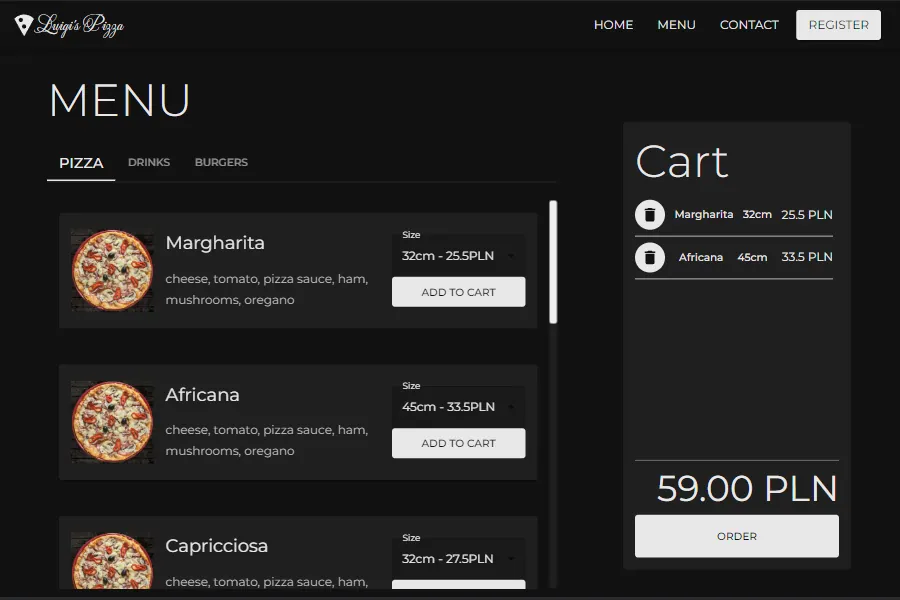 Luigi's Pizza
HOME MENU CONTACT REGISTER
MENU
PIZZA DRINKS BURGERS
Margharita
cheese, tomato, pizza sauce, ham,
mushrooms, oregano
Size
32cm - 25.5PLN
ADD TO CART
Africana
cheese, tomato, pizza sauce, ham,
mushrooms, oregano
Size
45cm - 33.5PLN
ADD TO CART
Capricciosa
cheese, tomato, pizza sauce, ham,
Size
32cm - 27.5PLN
Cart
Margharita 32cm 25.5 PLN
Africana 45cm 33.5 PLN
59.00 PLN
ORDER